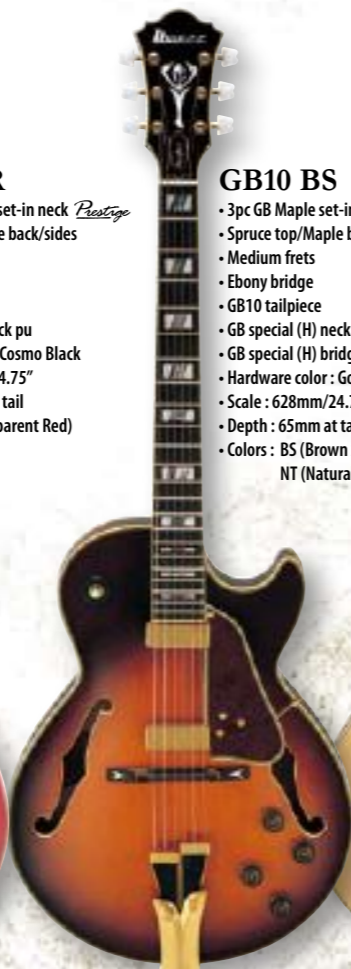 Ibanez
R
set-in neck Prestige
e back/sides
ck pu
Cosmo Black
4.75"
tail
parent Red)
GB10 BS
• 3pc GB Maple set-i
• Spruce top/Maple b
• Medium frets
• Ebony bridge
• GB10 tailpiece
• GB special (H) neck
• GB special (H) bridg
• Hardware color : Go
• Scale : 628mm/24.7
• Depth : 65mm at ta
• Colors : BS (Brown
NT (Natura